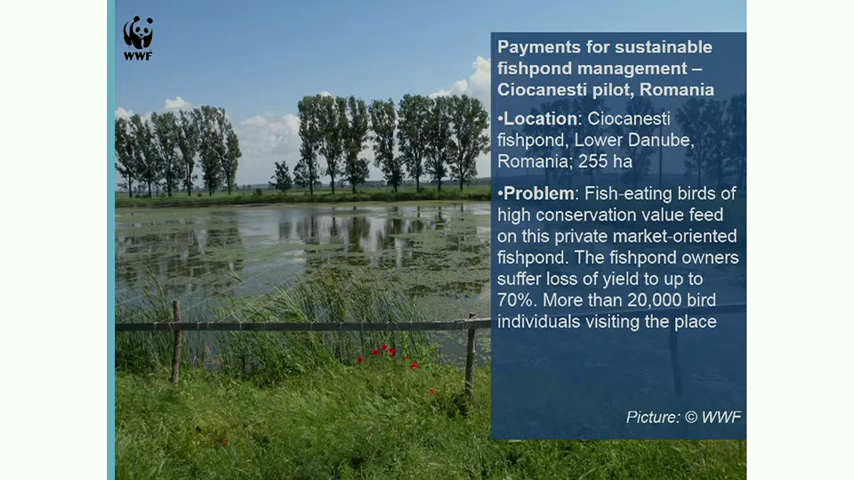 WWF
Payments for sustainable
fishpond management –
Ciocanesti pilot, Romania
•Location: Ciocanesti
fishpond, Lower Danube,
Romania; 255 ha
•Problem: Fish-eating birds of
high conservation value feed
on this private market-oriented
fishpond. The fishpond owners
suffer loss of yield to up to
70%. More than 20,000 bird
individuals visiting the place
Picture: © WWF